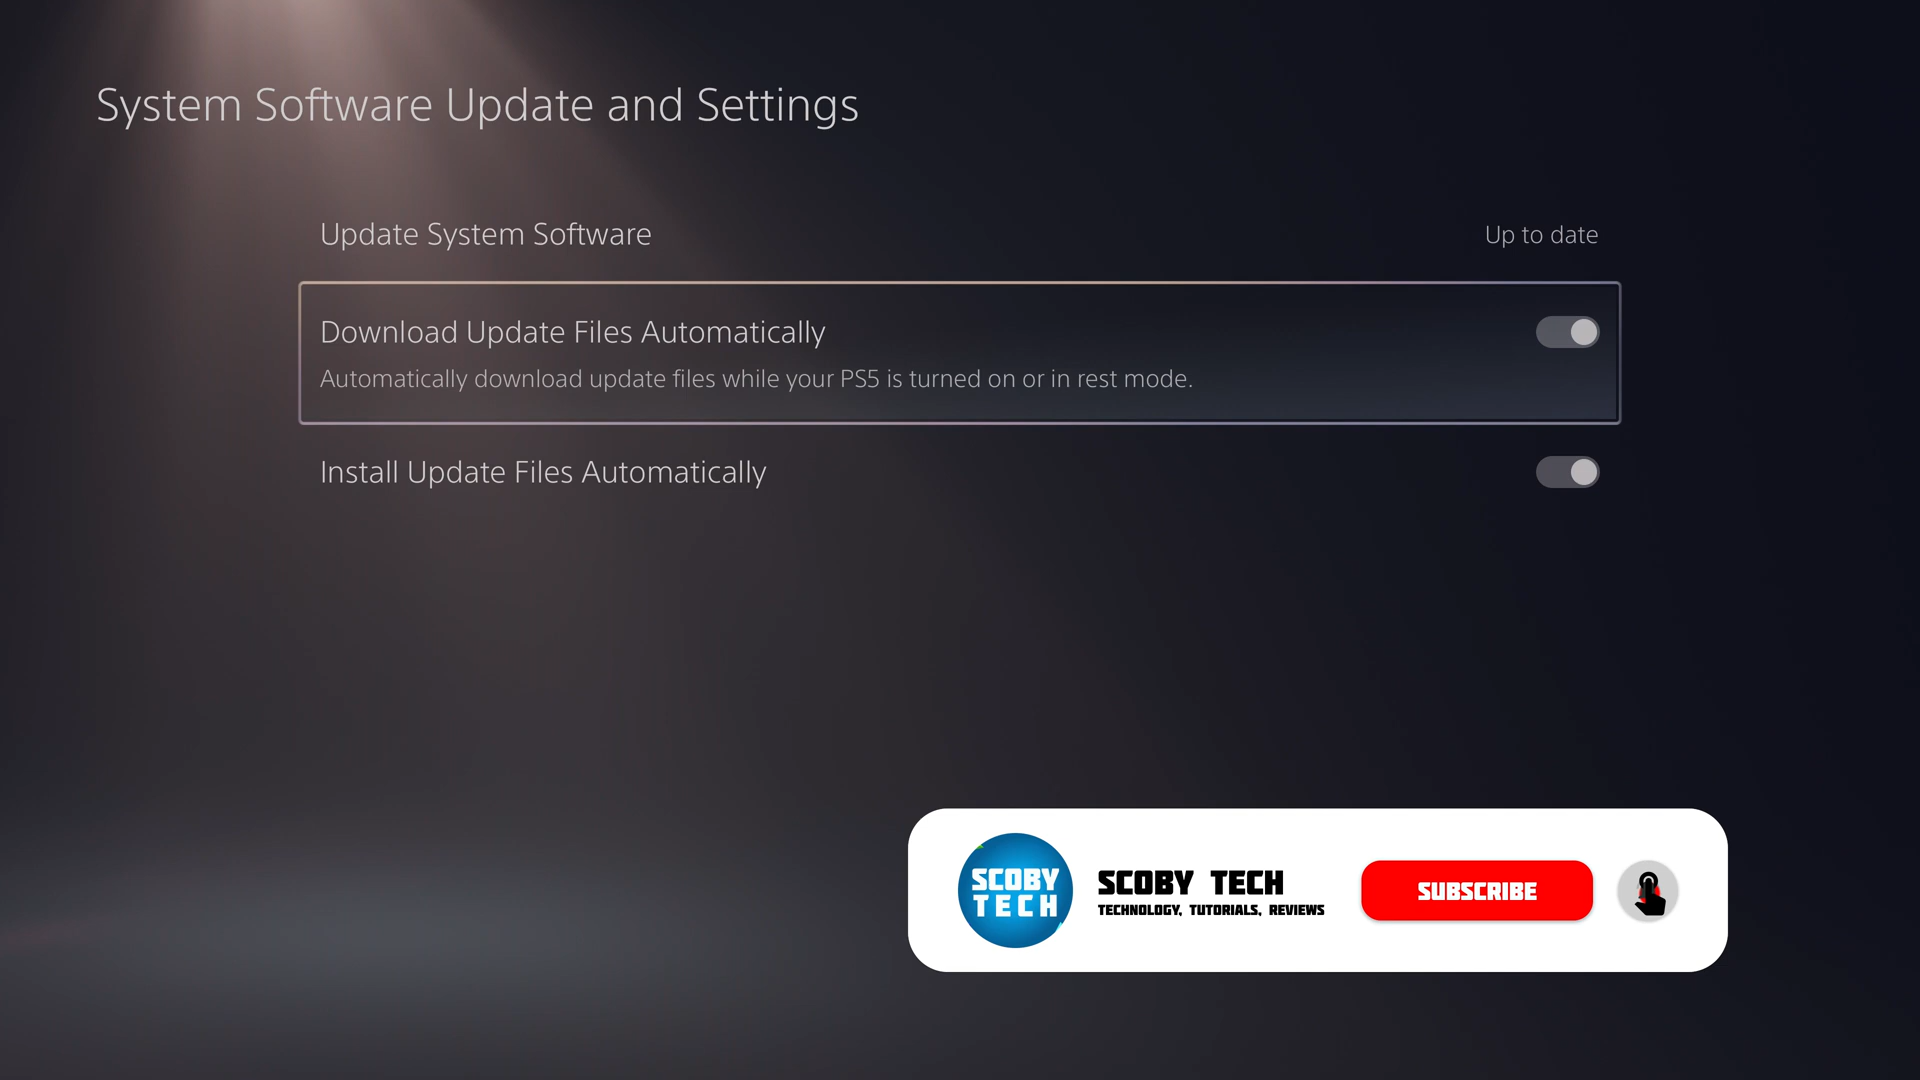 System Software Update and Settings
Update System Software
Up to date
Download Update Files Automatically
Automatically download update files while your PS5 is turned on or in rest mode.
Install Update Files Automatically
SCOBY
TECH
SCOBY TECH
TECHNOLOGY, TUTORIALS, REVIEWS
SUBSCRIBE